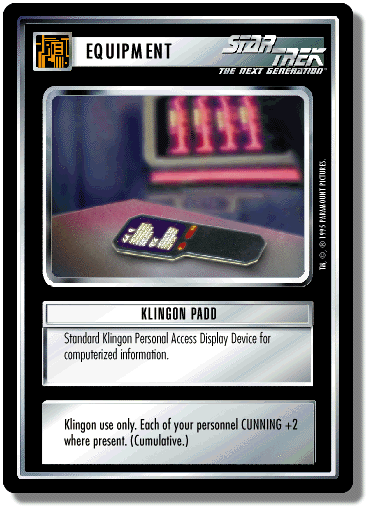 EQUIPMENT
STAR TREK
THE NEXT GENERATION™
TM, ©, ® 1995 PARAMOUNT PICTURES.
KLINGON PADD
Standard Klingon Personal Access Display Device for
computerized information.
Klingon use only. Each of your personnel CUNNING +2
where present. (Cumulative.)